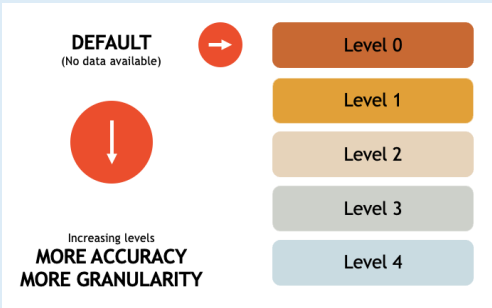 DEFAULT
(No data available)
Level 0
Level 1
Level 2
Level 3
Level 4
Increasing levels
MORE ACCURACY
MORE GRANULARITY